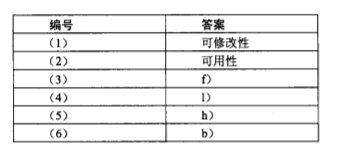 编号 答案
(1) 可修改性
(2) 可用性
(3) f)
(4) l)
(5) h)
(6) b)